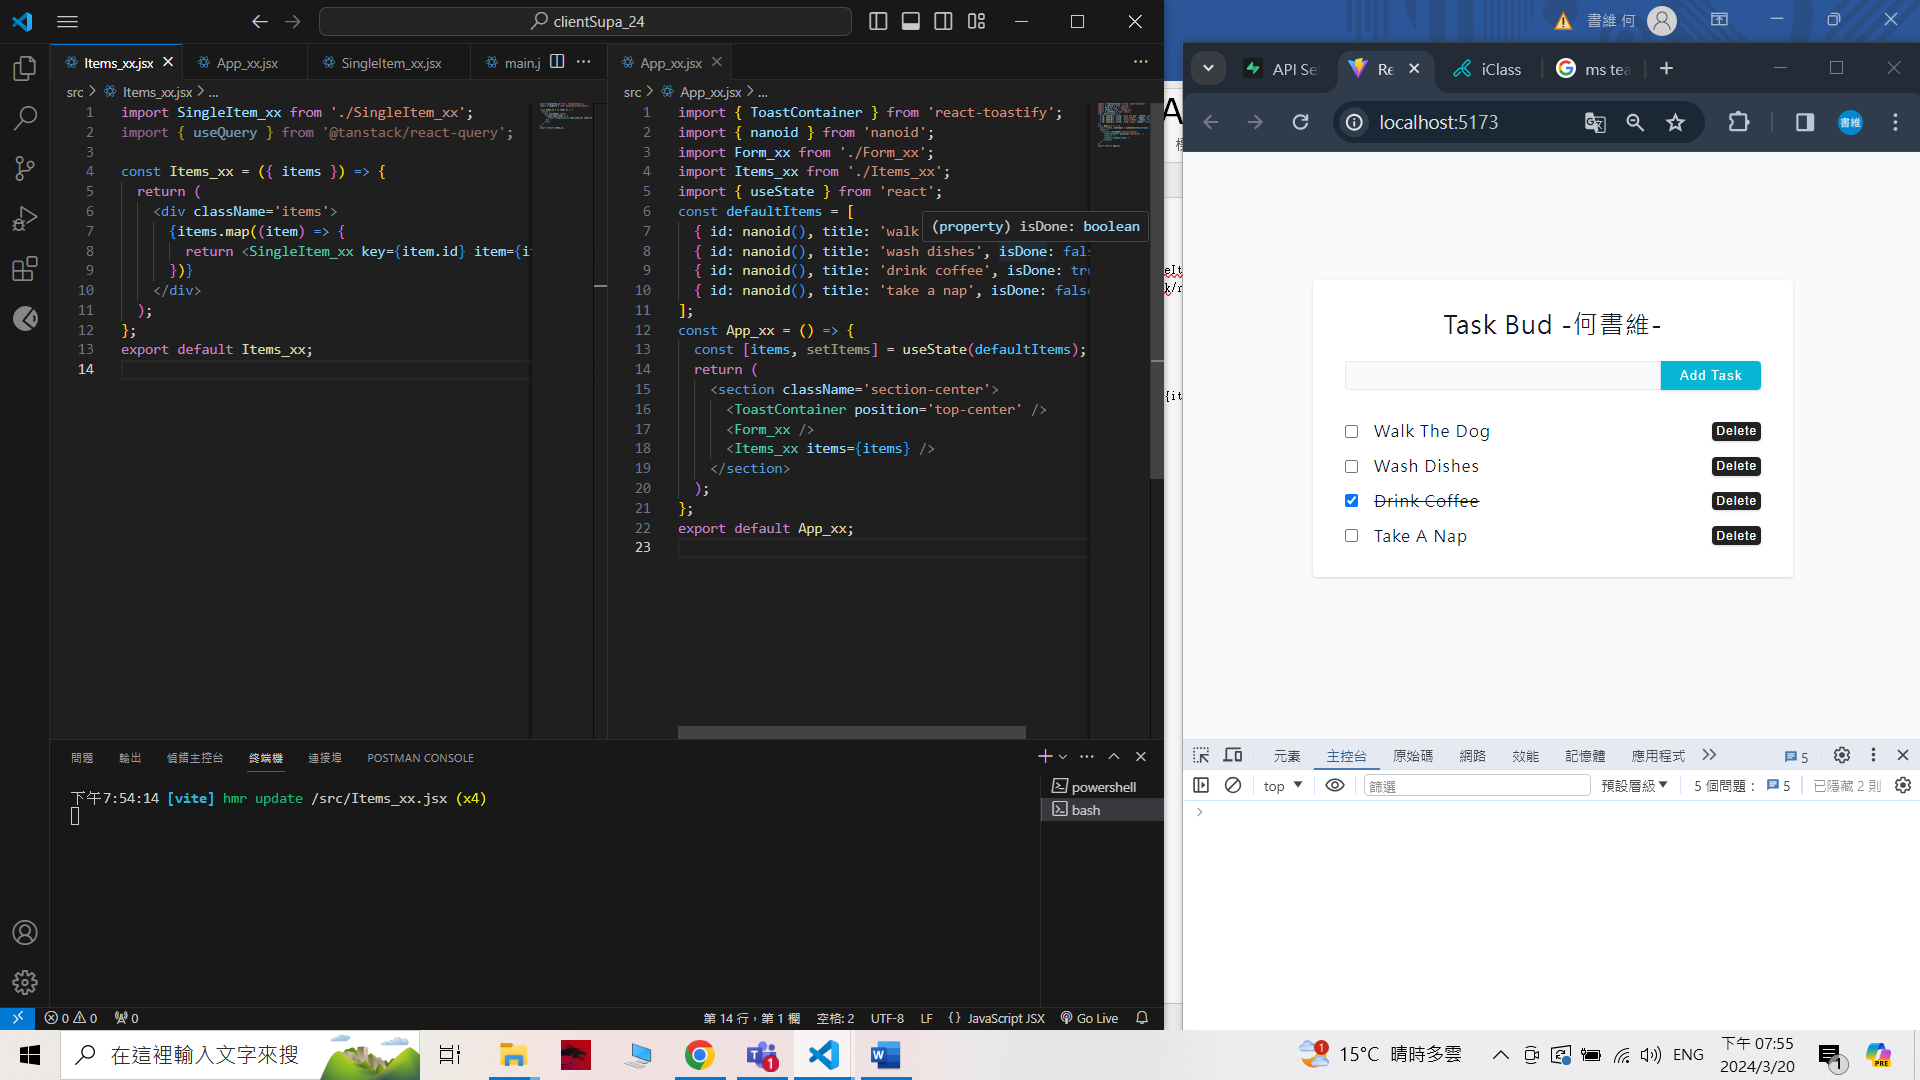 clientSupa_24
Items_xx.jsx
App_xx.jsx
SingleItem_xx.jsx
main.j
App_xx.jsx
src > Items_xx.jsx > ...
1 import SingleItem_xx from './SingleItem_xx';
2 import { useQuery } from '@tanstack/react-query';
3
4 const Items_xx = ({ items }) => {
5 return (
6 <div className='items'>
7 {items.map((item) => {
8 return <SingleItem_xx key={item.id} item={i
9 })}
10 </div>
11 );
12 };
13 export default Items_xx;
14
src > App_xx.jsx > ...
1 import { ToastContainer } from 'react-toastify';
2 import { nanoid } from 'nanoid';
3 import Form_xx from './Form_xx';
4 import Items_xx from './Items_xx';
5 import { useState } from 'react';
6 const defaultItems = [
(property) isDone: boolean
7 { id: nanoid(), title: 'walk
8 { id: nanoid(), title: 'wash dishes', isDone: fal
9 { id: nanoid(), title: 'drink coffee', isDone: tr
10 { id: nanoid(), title: 'take a nap', isDone: false
11 ];
12 const App_xx = () => {
13 const [items, setItems] = useState(defaultItems);
14 return (
15 <section className='section-center'>
16 <ToastContainer position='top-center' />
17 <Form_xx />
18 <Items_xx items={items} />
19 </section>
20 );
21 };
22 export default App_xx;
23
問題 輸出 偵錯主控台 終端機 連接埠 POSTMAN CONSOLE
下午7:54:14 [vite] hmr update /src/Items_xx.jsx (x4)
powershell
bash
0 0 0
第 14 行，第 1 欄 空格: 2 UTF-8 LF {} JavaScript JSX Go Live
書維 何
API Se Re iClass ms tea
localhost:5173
書維
Task Bud -何書維-
Add Task
Walk The Dog Delete
Wash Dishes Delete
Drink Coffee Delete
Take A Nap Delete
元素 主控台 原始碼 網路 效能 記憶體 應用程式 5
top 篩選 預設層級 5 個問題： 5 已隱藏 2 則
在這裡輸入文字來搜
1
1
15°C 晴時多雲
ENG
下午 07:55
2024/3/20
1
PRE